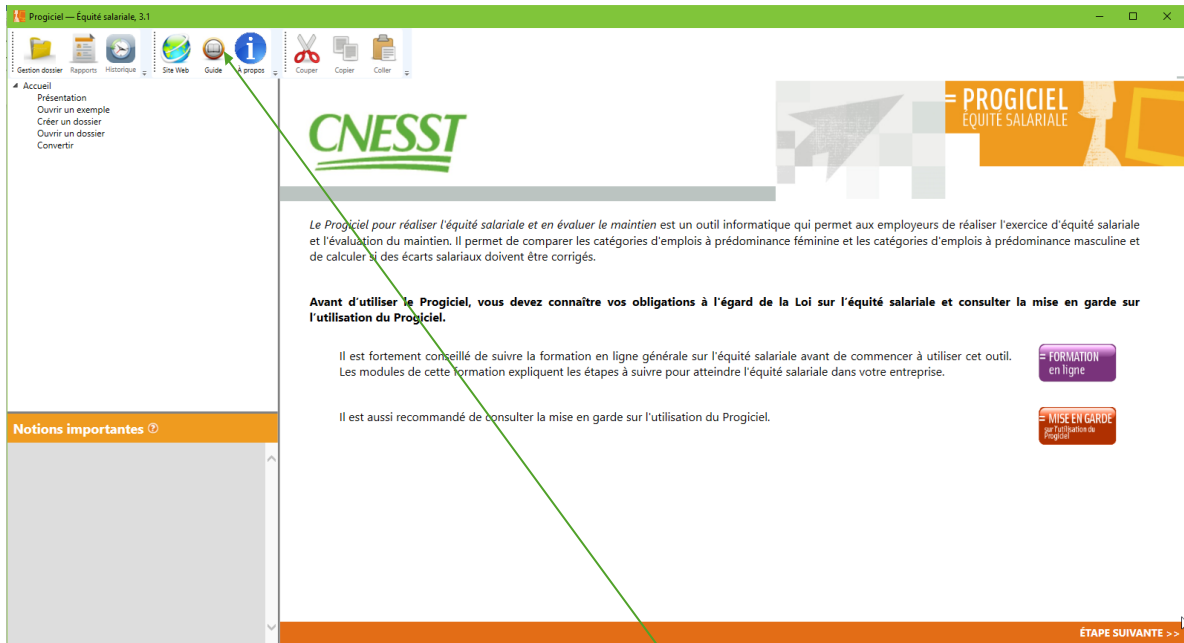 Progiciel — Équité salariale, 3.1
Gestion dossier Rapports Historique Site Web Guide À propos Couper Copier Coller
Accueil
Présentation
Ouvrir un exemple
Créer un dossier
Ouvrir un dossier
Convertir
CNESST
= PROGICIEL
ÉQUITÉ SALARIALE
Le Progiciel pour réaliser l'équité salariale et en évaluer le maintien est un outil informatique qui permet aux employeurs de réaliser l'exercice d'équité salariale
et l'évaluation du maintien. Il permet de comparer les catégories d'emplois à prédominance féminine et les catégories d'emplois à prédominance masculine et
de calculer si des écarts salariaux doivent être corrigés.
Avant d'utiliser le Progiciel, vous devez connaître vos obligations à l'égard de la Loi sur l'équité salariale et consulter la mise en garde sur
l'utilisation du Progiciel.
Il est fortement conseillé de suivre la formation en ligne générale sur l'équité salariale avant de commencer à utiliser cet outil.
Les modules de cette formation expliquent les étapes à suivre pour atteindre l'équité salariale dans votre entreprise.
= FORMATION
en ligne
Il est aussi recommandé de consulter la mise en garde sur l'utilisation du Progiciel.
= MISE EN GARDE
sur l'utilisation du
Progiciel
Notions importantes ?
ÉTAPE SUIVANTE >>